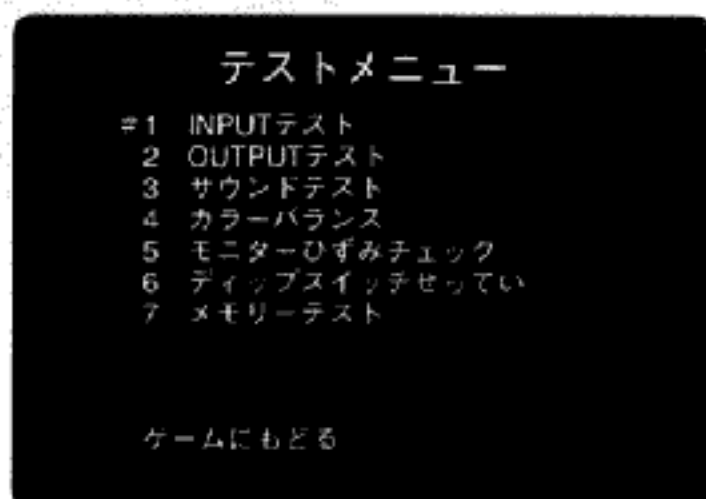 テストメニュー
#1 INPUTテスト
2 OUTPUTテスト
3 サウンドテスト
4 カラーバランス
5 モニターひずみチェック
6 ディップスイッチせってい
7 メモリーテスト
ゲームにもどる